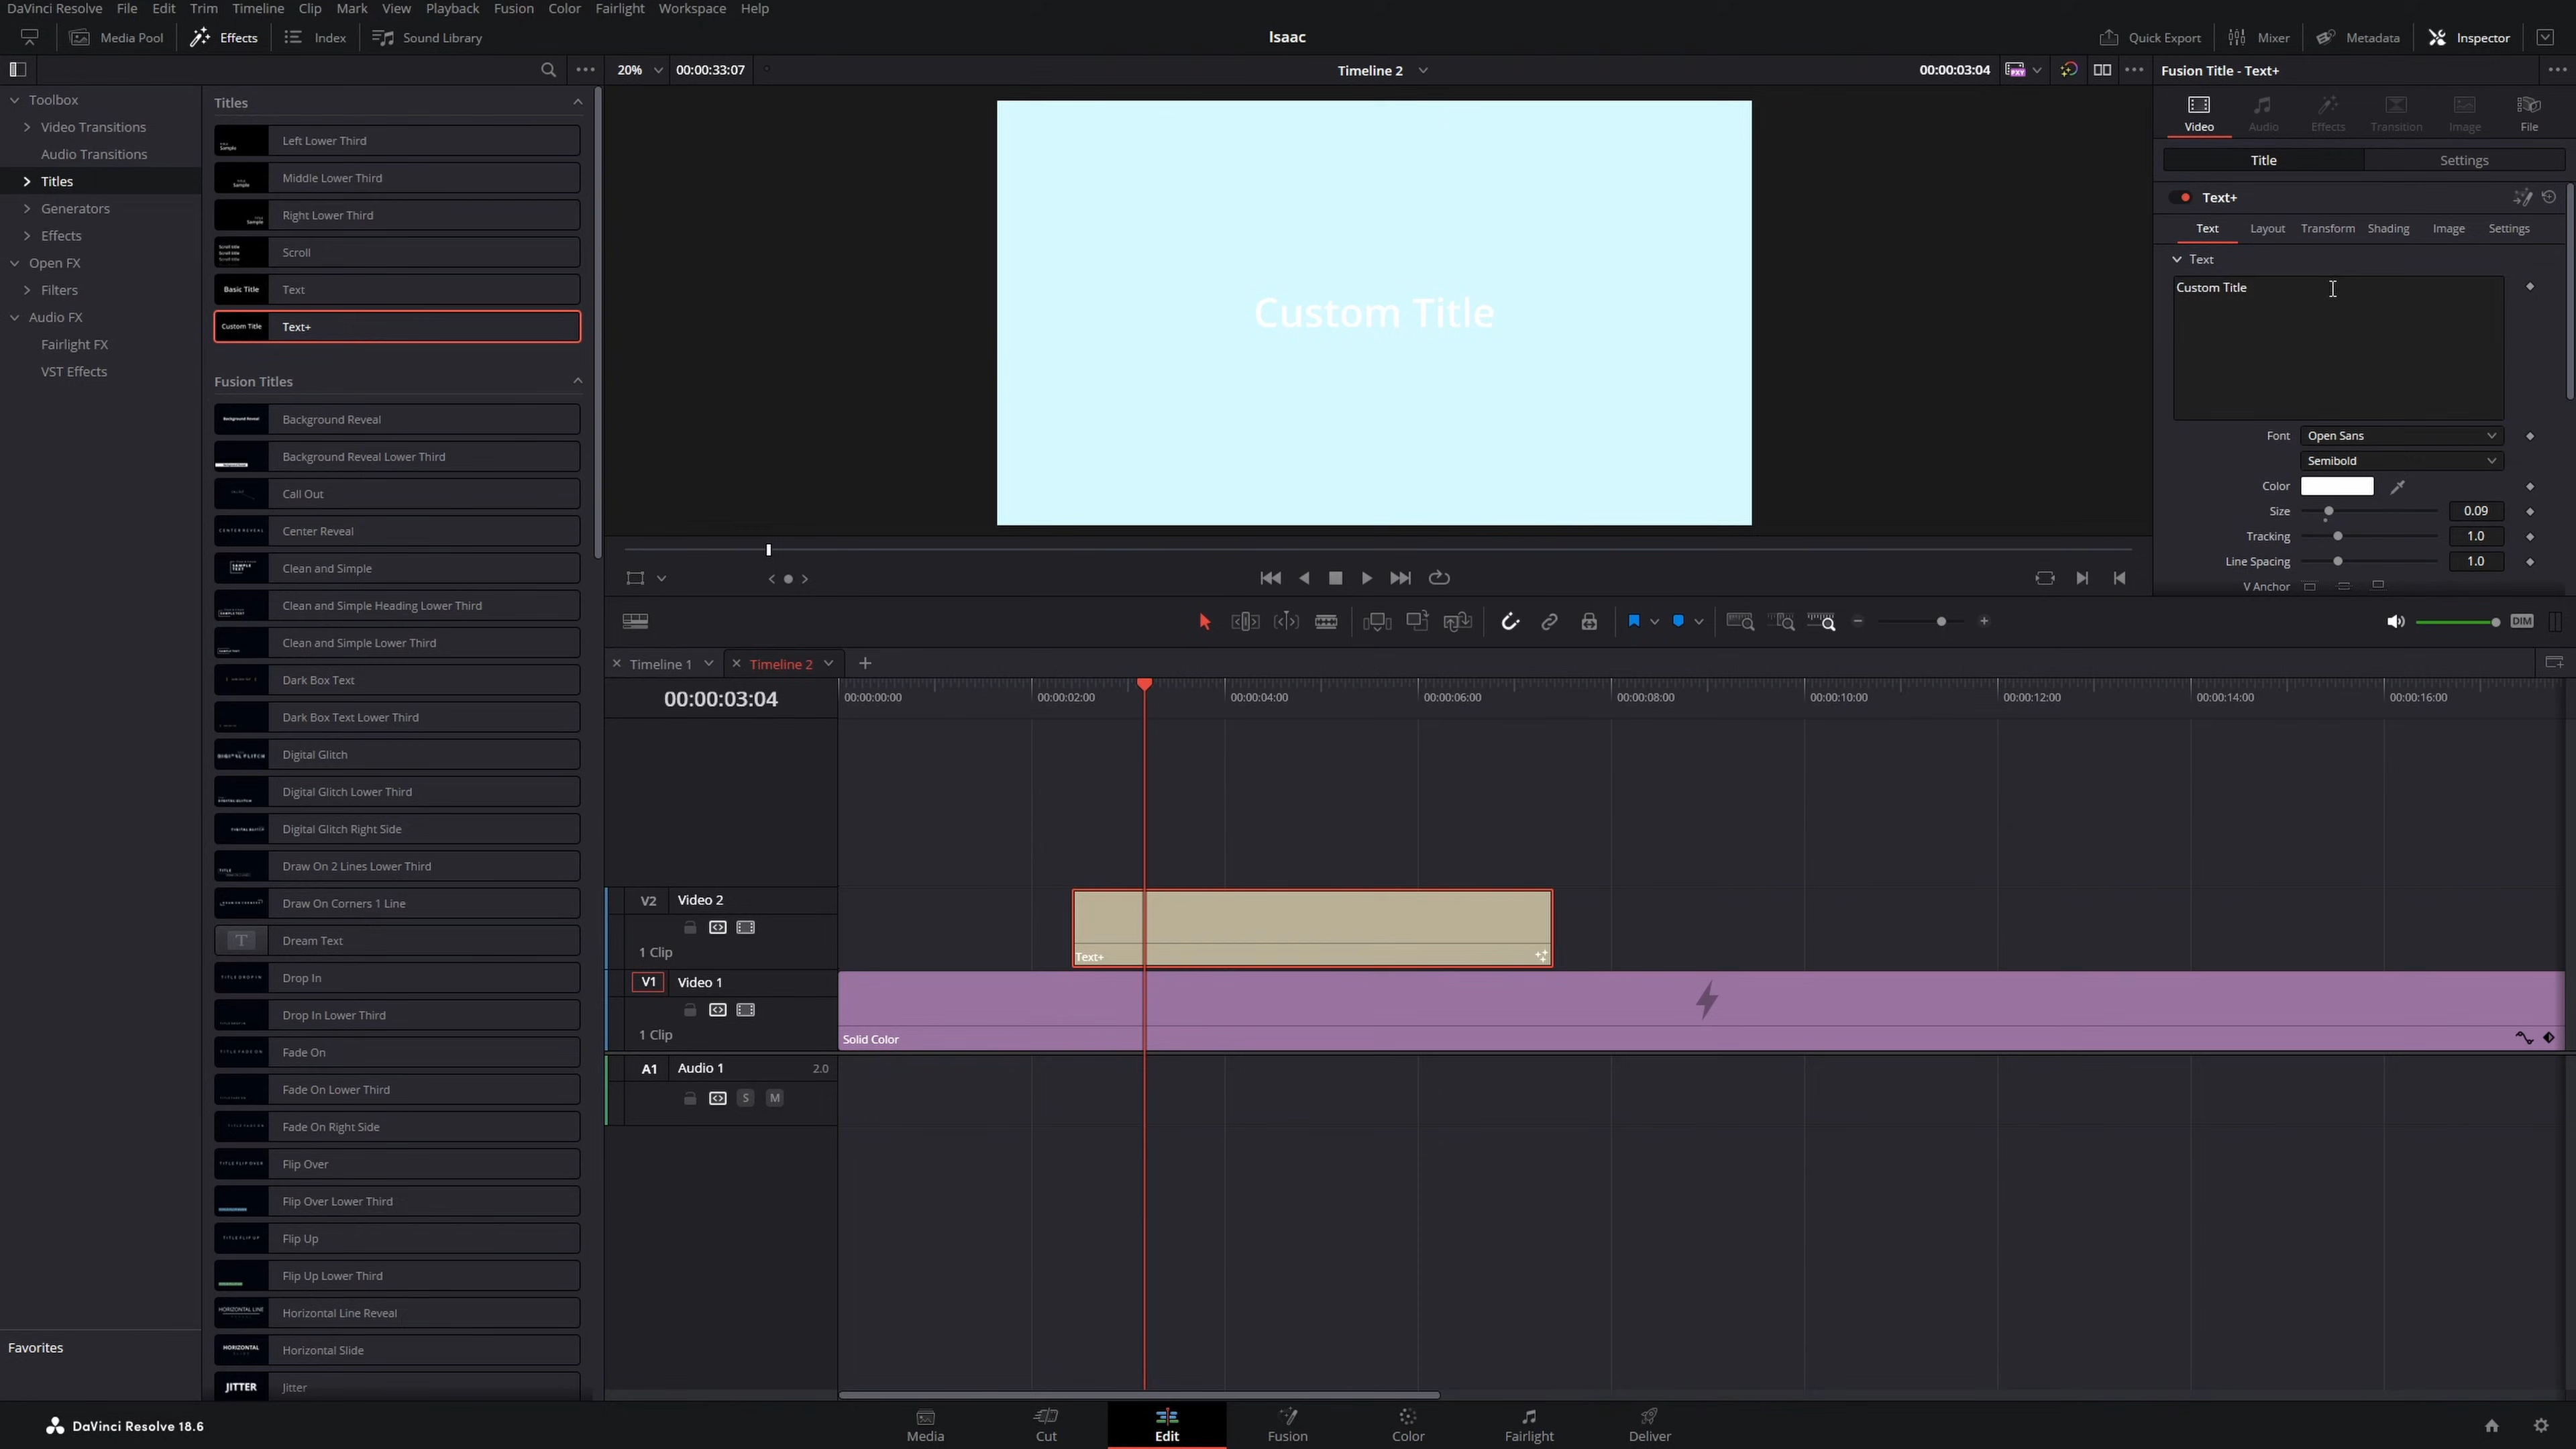 DaVinci Resolve File Edit Trim Timeline Clip Mark View Playback Fusion Color Fairlight Workspace Help
Media Pool Effects Index Sound Library Isaac Quick Export Mixer Metadata Inspector
20% 00:00:33:07 Timeline 2 00:00:03:04 Fusion Title - Text+
Toolbox
Video Transitions
Audio Transitions
Titles
Generators
Effects
Open FX
Filters
Audio FX
Fairlight FX
VST Effects
Favorites
Titles
Left Lower Third
Middle Lower Third
Right Lower Third
Scroll
Basic Title Text
Custom Title Text+
Fusion Titles
Background Reveal
Background Reveal Lower Third
Call Out
CENTER REVEAL Center Reveal
Clean and Simple
Clean and Simple Heading Lower Third
Clean and Simple Lower Third
Dark Box Text
Dark Box Text Lower Third
Digital Glitch
Digital Glitch Lower Third
Digital Glitch Right Side
Draw On 2 Lines Lower Third
Draw On Corners 1 Line
T Dream Text
Drop In
Drop In Lower Third
Fade On
Fade On Lower Third
Fade On Right Side
Flip Over
Flip Over Lower Third
Flip Up
Flip Up Lower Third
HORIZONTAL LINE Horizontal Line Reveal
HORIZONTAL Horizontal Slide
JITTER Jitter
Custom Title
Video Audio Effects Transition Image File
Title Settings
Text+
Text Layout Transform Shading Image Settings
Text
Custom Title
Font Open Sans
Semibold
Color
Size 0.09
Tracking 1.0
Line Spacing 1.0
V Anchor
DIM
Timeline 1 Timeline 2
00:00:03:04 00:00:00:00 00:00:02:00 00:00:04:00 00:00:06:00 00:00:08:00 00:00:10:00 00:00:12:00 00:00:14:00 00:00:16:00
V2 Video 2
1 Clip
Text+
V1 Video 1
1 Clip
Solid Color
A1 Audio 1 2.0
S M
DaVinci Resolve 18.6
Media Cut Edit Fusion Color Fairlight Deliver